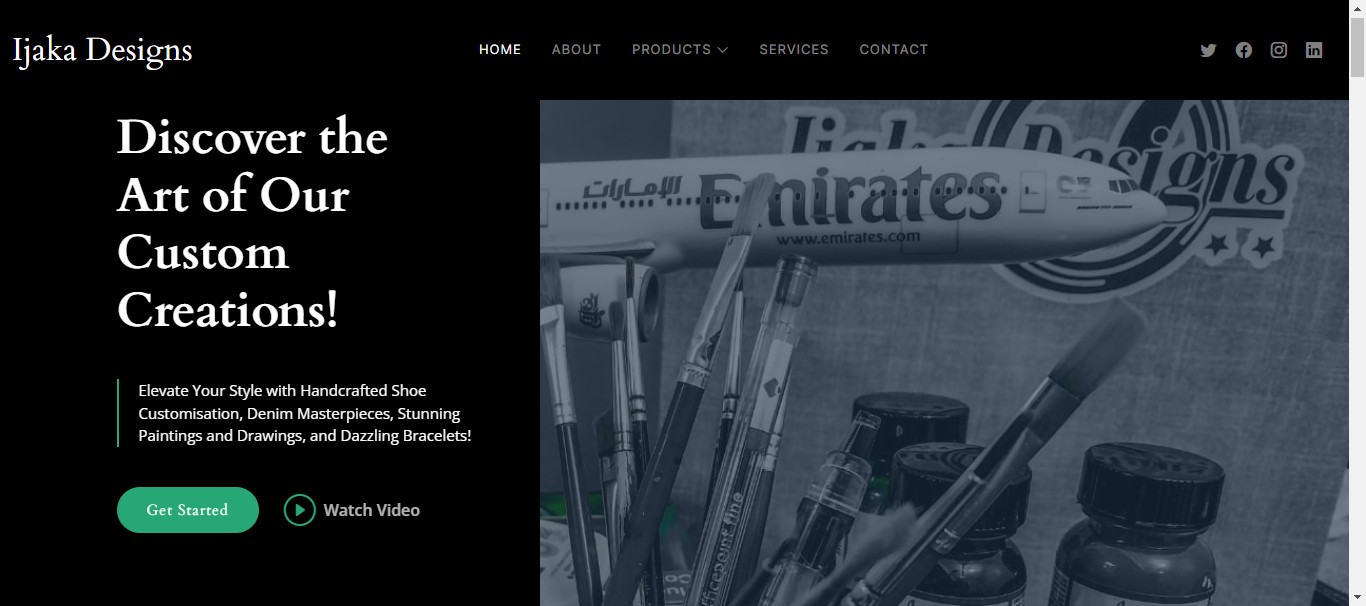 Ijaka Designs
HOME ABOUT PRODUCTS SERVICES CONTACT
Discover the
Art of Our
Custom
Creations!
Elevate Your Style with Handcrafted Shoe
Customisation, Denim Masterpieces, Stunning
Paintings and Drawings, and Dazzling Bracelets!
Get Started
Watch Video
Ijaka Designs
الإمارات Emirates
www.emirates.com
officepoint fine